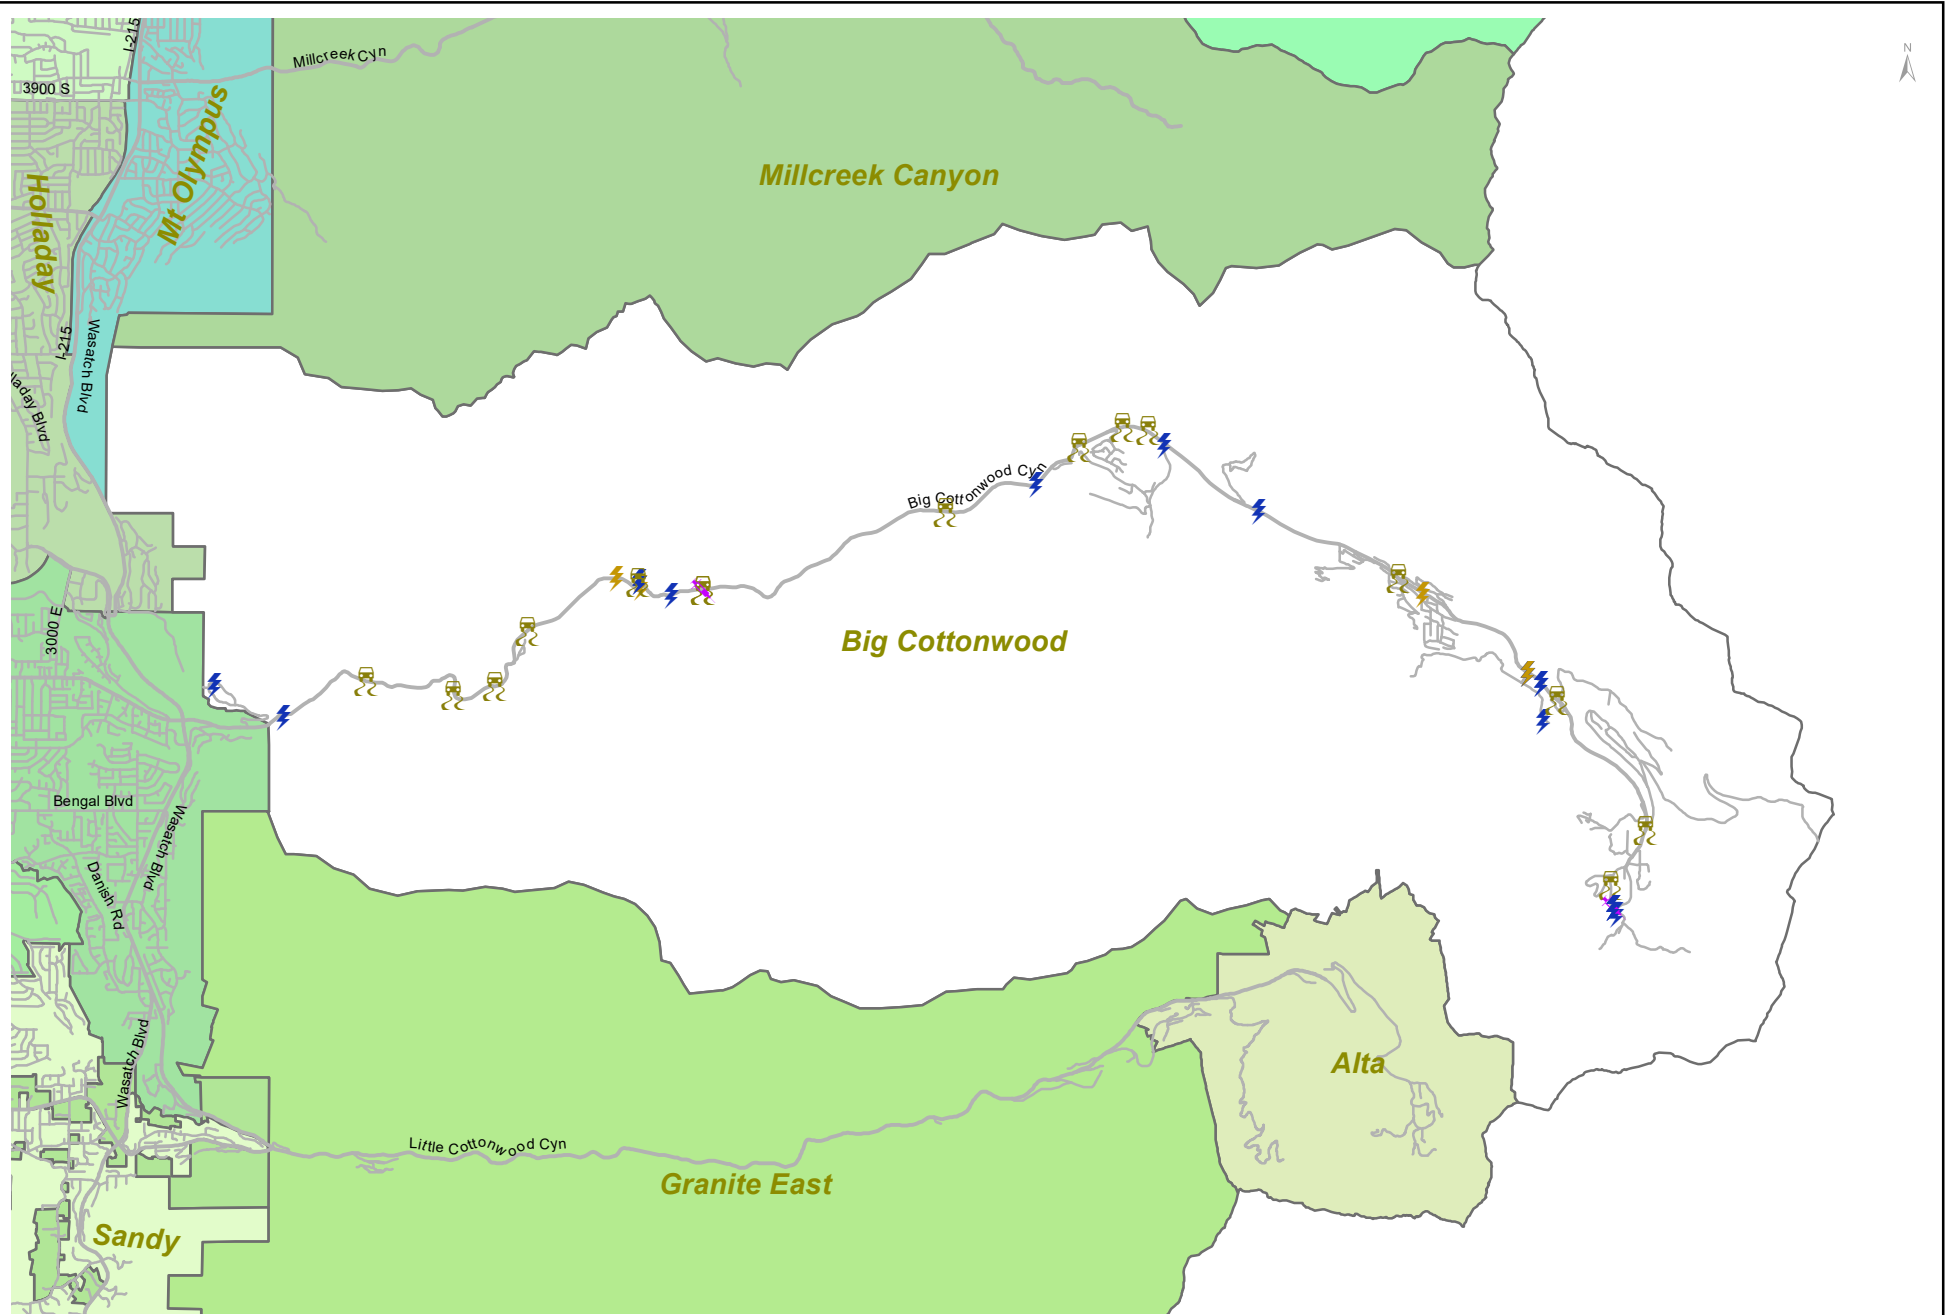 I-215
Millcreek Cyn
N
3900 S
Mt Olympus
Millcreek Canyon
Holladay
I-215
Wasatch Blvd
lladay Blvd
Big Cottonwood Cyn
3000 E
Big Cottonwood
Bengal Blvd
Wasatch Blvd
Danish Rd
Wasatch Blvd
Alta
Little Cottonwood Cyn
Granite East
Sandy